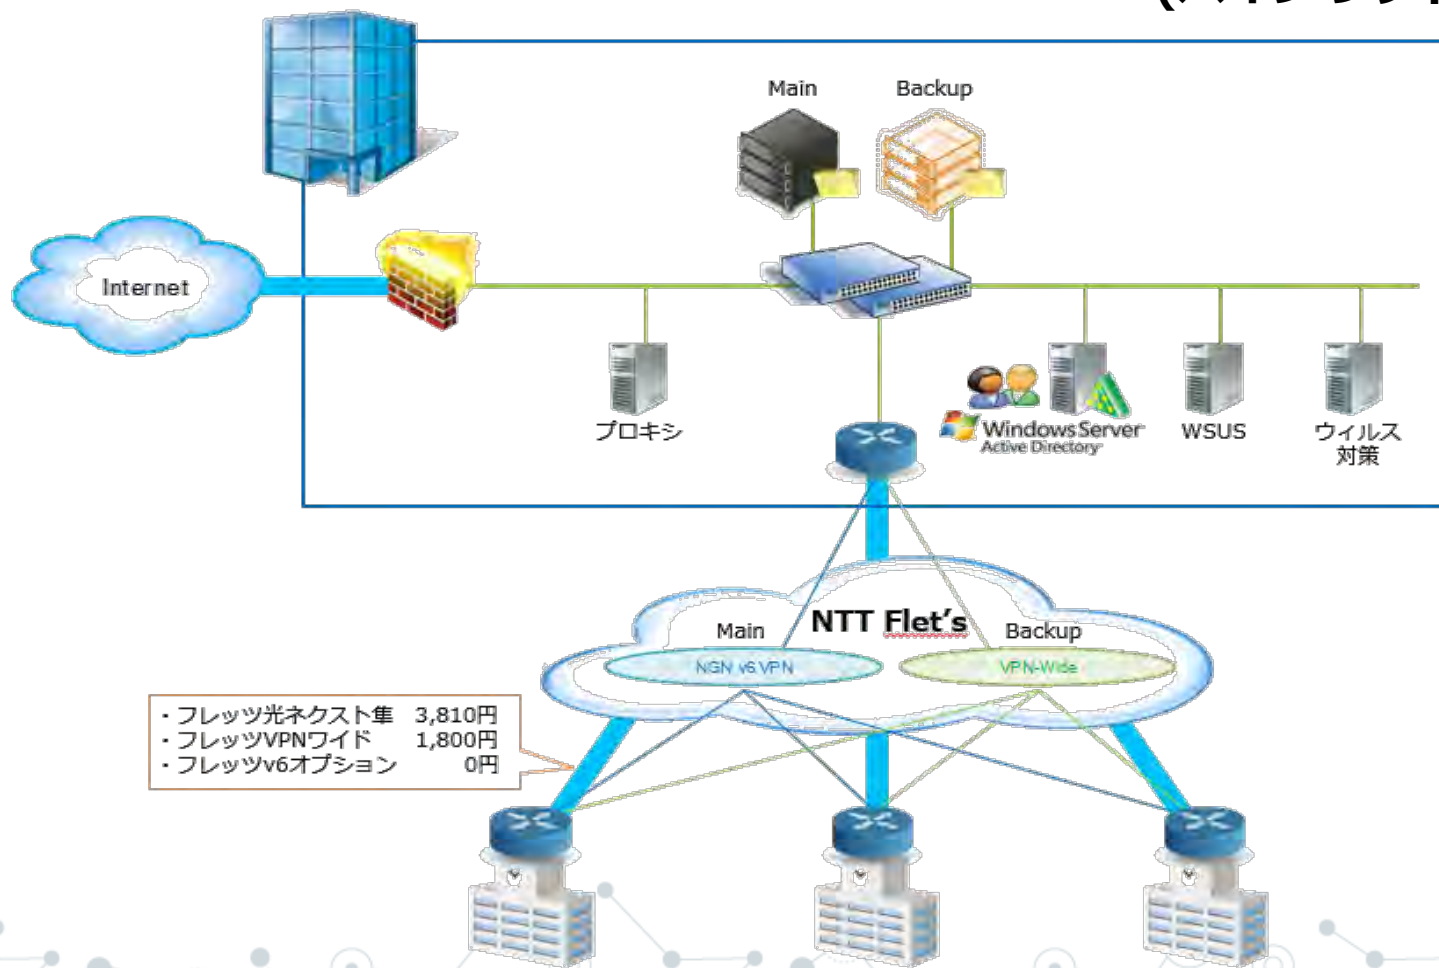 Main
Backup
Internet
プロキシ
Windows Server
Active Directory
WSUS
ウィルス
対策
NTT Flet's
Main
Backup
NGN v6 VPN
VPN-Wide
・フレッツ光ネクスト隼 3,810円
・フレッツVPNワイド 1,800円
・フレッツv6オプション 0円